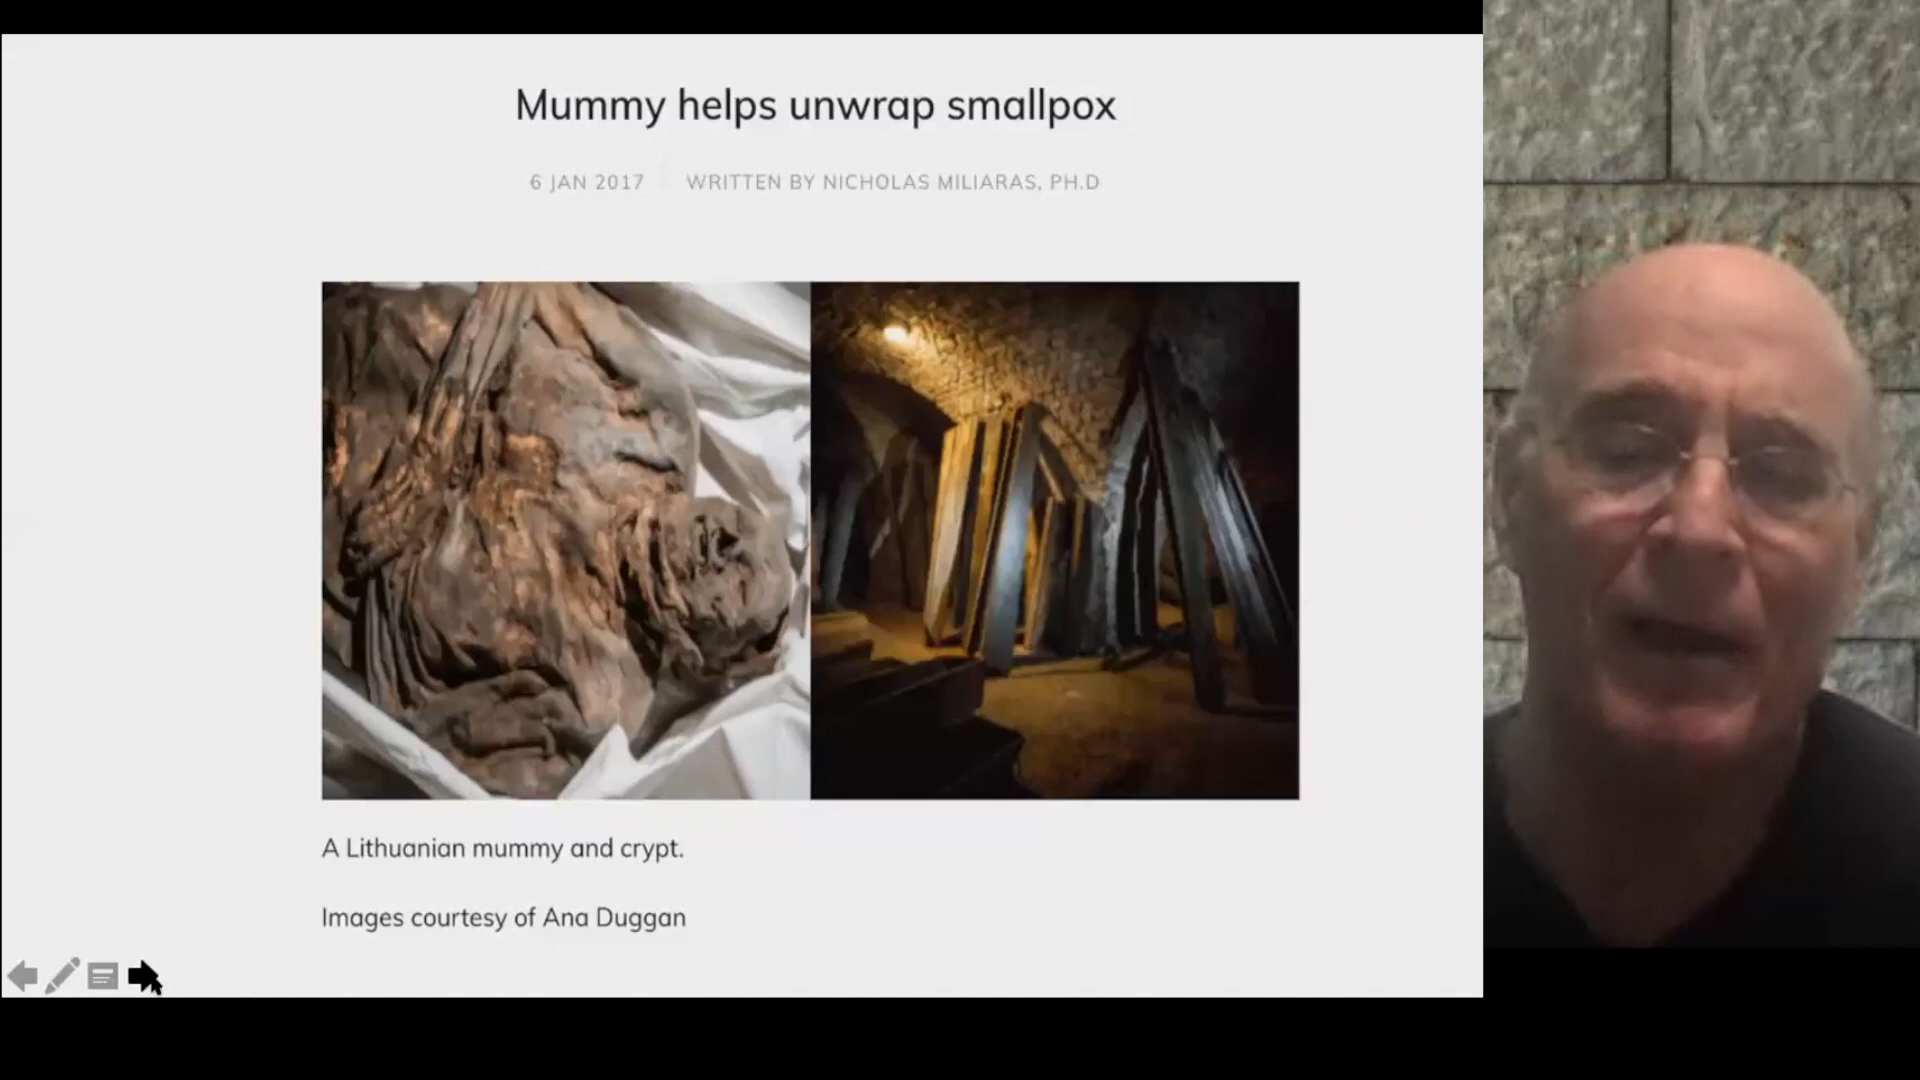 Mummy helps unwrap smallpox
6 JAN 2017 WRITTEN BY NICHOLAS MILIARAS, PH.D
A Lithuanian mummy and crypt.
Images courtesy of Ana Duggan